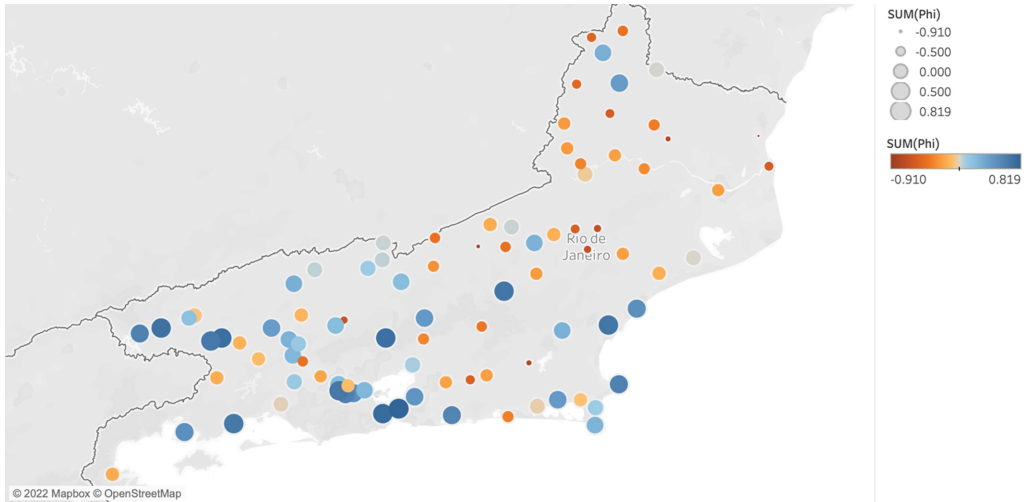 SUM(Phi)
-0.910
-0.500
0.000
0.500
0.819
SUM(Phi)
-0.910 0.819
Rio de
Janeiro
© 2022 Mapbox © OpenStreetMap